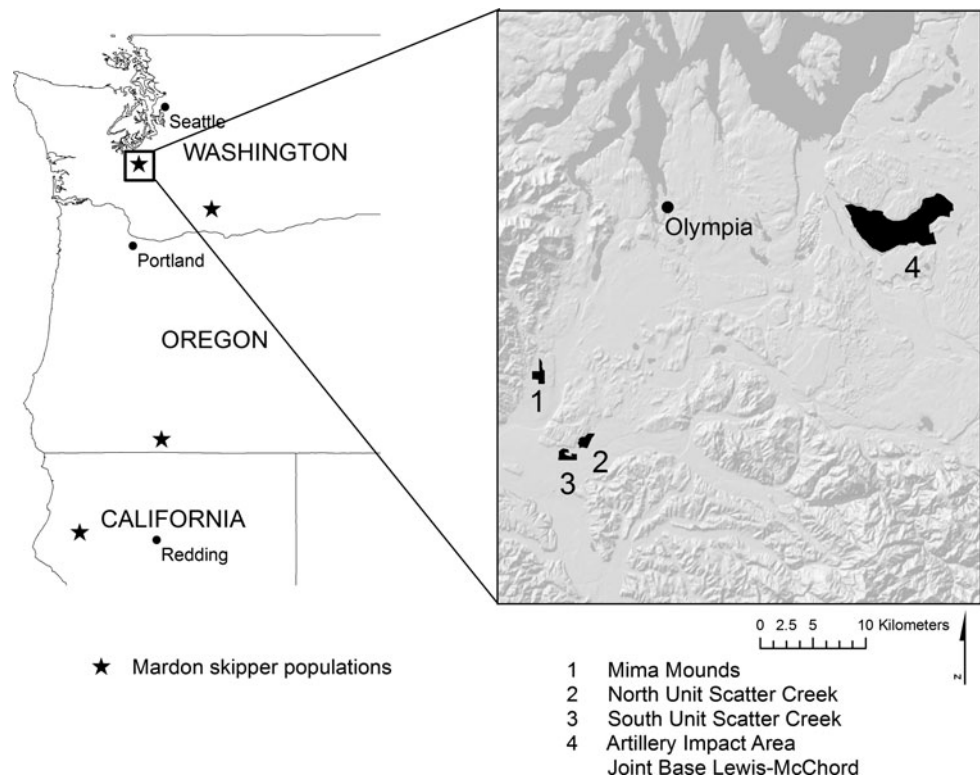 Seattle
WASHINGTON
Portland
OREGON
CALIFORNIA
Redding
Mardon skipper populations
Olympia
4
1
2
3
0 2.5 5 10 Kilometers
N
1 Mima Mounds
2 North Unit Scatter Creek
3 South Unit Scatter Creek
4 Artillery Impact Area
Joint Base Lewis-McChord